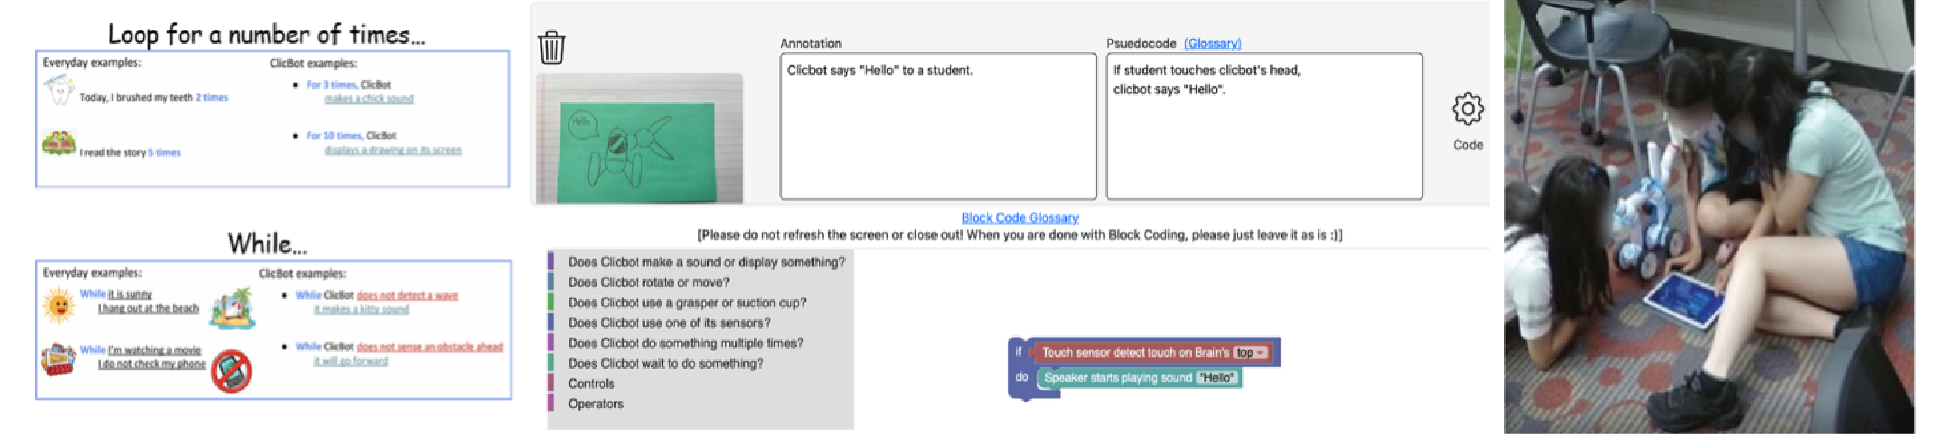 Loop for a number of times...
Everyday examples:
Today, I brushed my teeth 2 times
I read the story 5 times
ClicBot examples:
• For 3 times, ClicBot
makes a chick sound
• For 10 times, ClicBot
displays a drawing on its screen
While...
Everyday examples:
While it is sunny
I hang out at the beach
While I'm watching a movie
I do not check my phone
ClicBot examples:
• While ClicBot does not detect a wave
it makes a kitty sound
• While ClicBot does not sense an obstacle ahead
it will go forward
Hello
Annotation
Clicbot says "Hello" to a student.
Psuedocode (Glossary)
If student touches clicbot's head,
clicbot says "Hello".
Code
Block Code Glossary
[Please do not refresh the screen or close out! When you are done with Block Coding, please just leave it as is :)]
Does Clicbot make a sound or display something?
Does Clicbot rotate or move?
Does Clicbot use a grasper or suction cup?
Does Clicbot use one of its sensors?
Does Clicbot do something multiple times?
Does Clicbot wait to do something?
Controls
Operators
if Touch sensor detect touch on Brain's top
do Speaker starts playing sound "Hello"